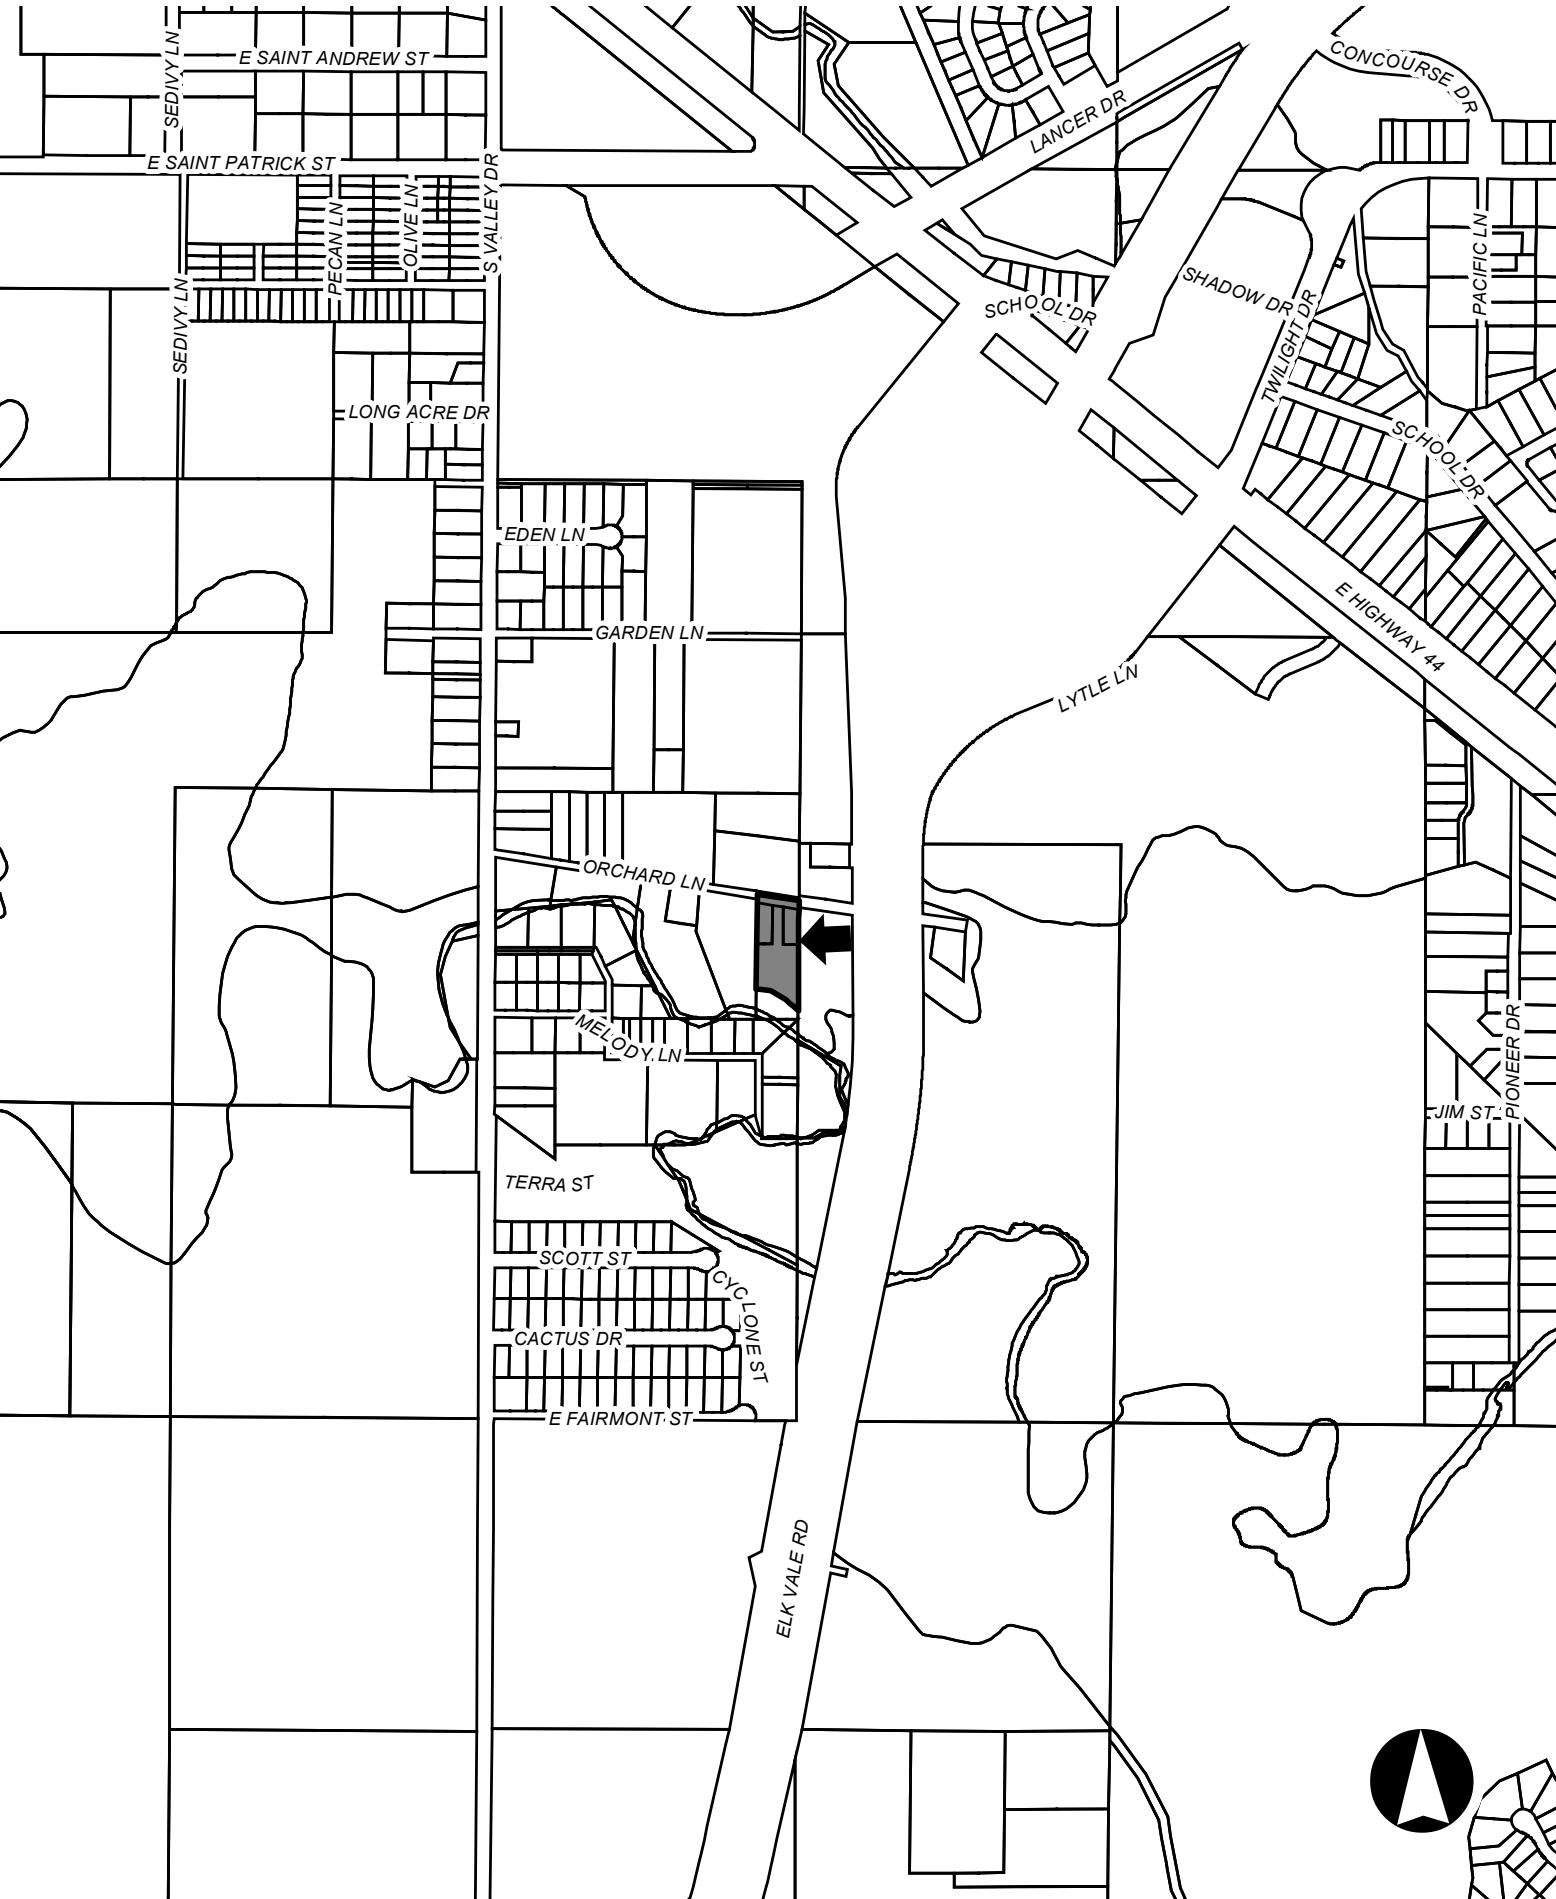 SEDIVY LN
E SAINT ANDREW ST
CONCOURSE DR
LANCER DR
E SAINT PATRICK ST
PECAN LN
OLIVE LN
S VALLEY DR
PACIFIC LN
SHADOW DR
SCHOOL DR
TWILIGHT DR
SEDIVY LN
LONG ACRE DR
SCHOOL DR
EDEN LN
GARDEN LN
E HIGHWAY 44
LYTLE LN
ORCHARD LN
MELODY LN
PIONEER DR
JIM ST
TERRA ST
SCOTT ST
CYCLONE ST
CACTUS DR
E FAIRMONT ST
ELK VALE RD